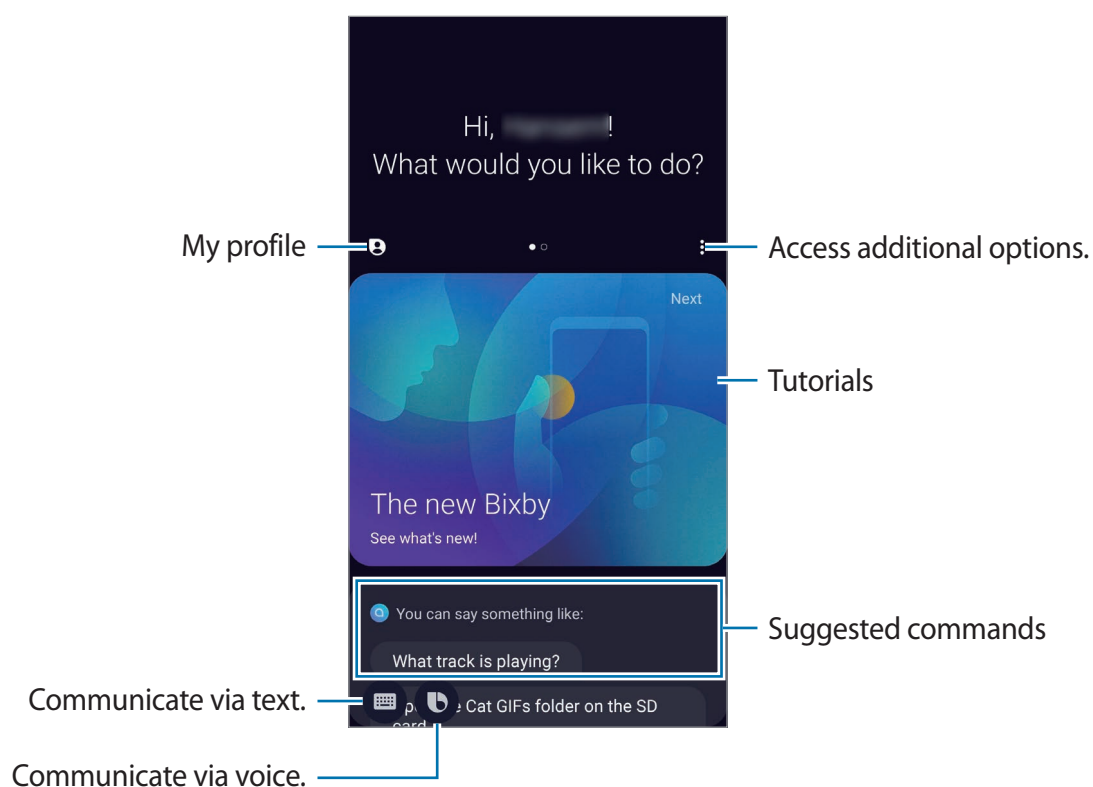 Hi, !
What would you like to do?
My profile
Access additional options.
Next
Tutorials
The new Bixby
See what's new!
You can say something like:
Suggested commands
What track is playing?
Communicate via text.
Cat GIFs folder on the SD
card
Communicate via voice.